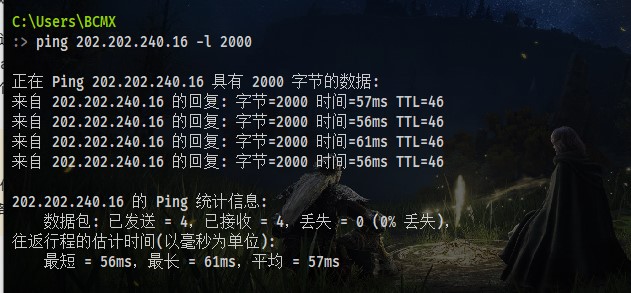 C:\Users\BCMX
:> ping 202.202.240.16 -l 2000
正在 Ping 202.202.240.16 具有 2000 字节的数据:
来自 202.202.240.16 的回复: 字节=2000 时间=57ms TTL=46
来自 202.202.240.16 的回复: 字节=2000 时间=56ms TTL=46
来自 202.202.240.16 的回复: 字节=2000 时间=61ms TTL=46
来自 202.202.240.16 的回复: 字节=2000 时间=56ms TTL=46
202.202.240.16 的 Ping 统计信息:
数据包: 已发送 = 4，已接收 = 4，丢失 = 0 (0% 丢失)，
往返行程的估计时间(以毫秒为单位):
最短 = 56ms，最长 = 61ms，平均 = 57ms